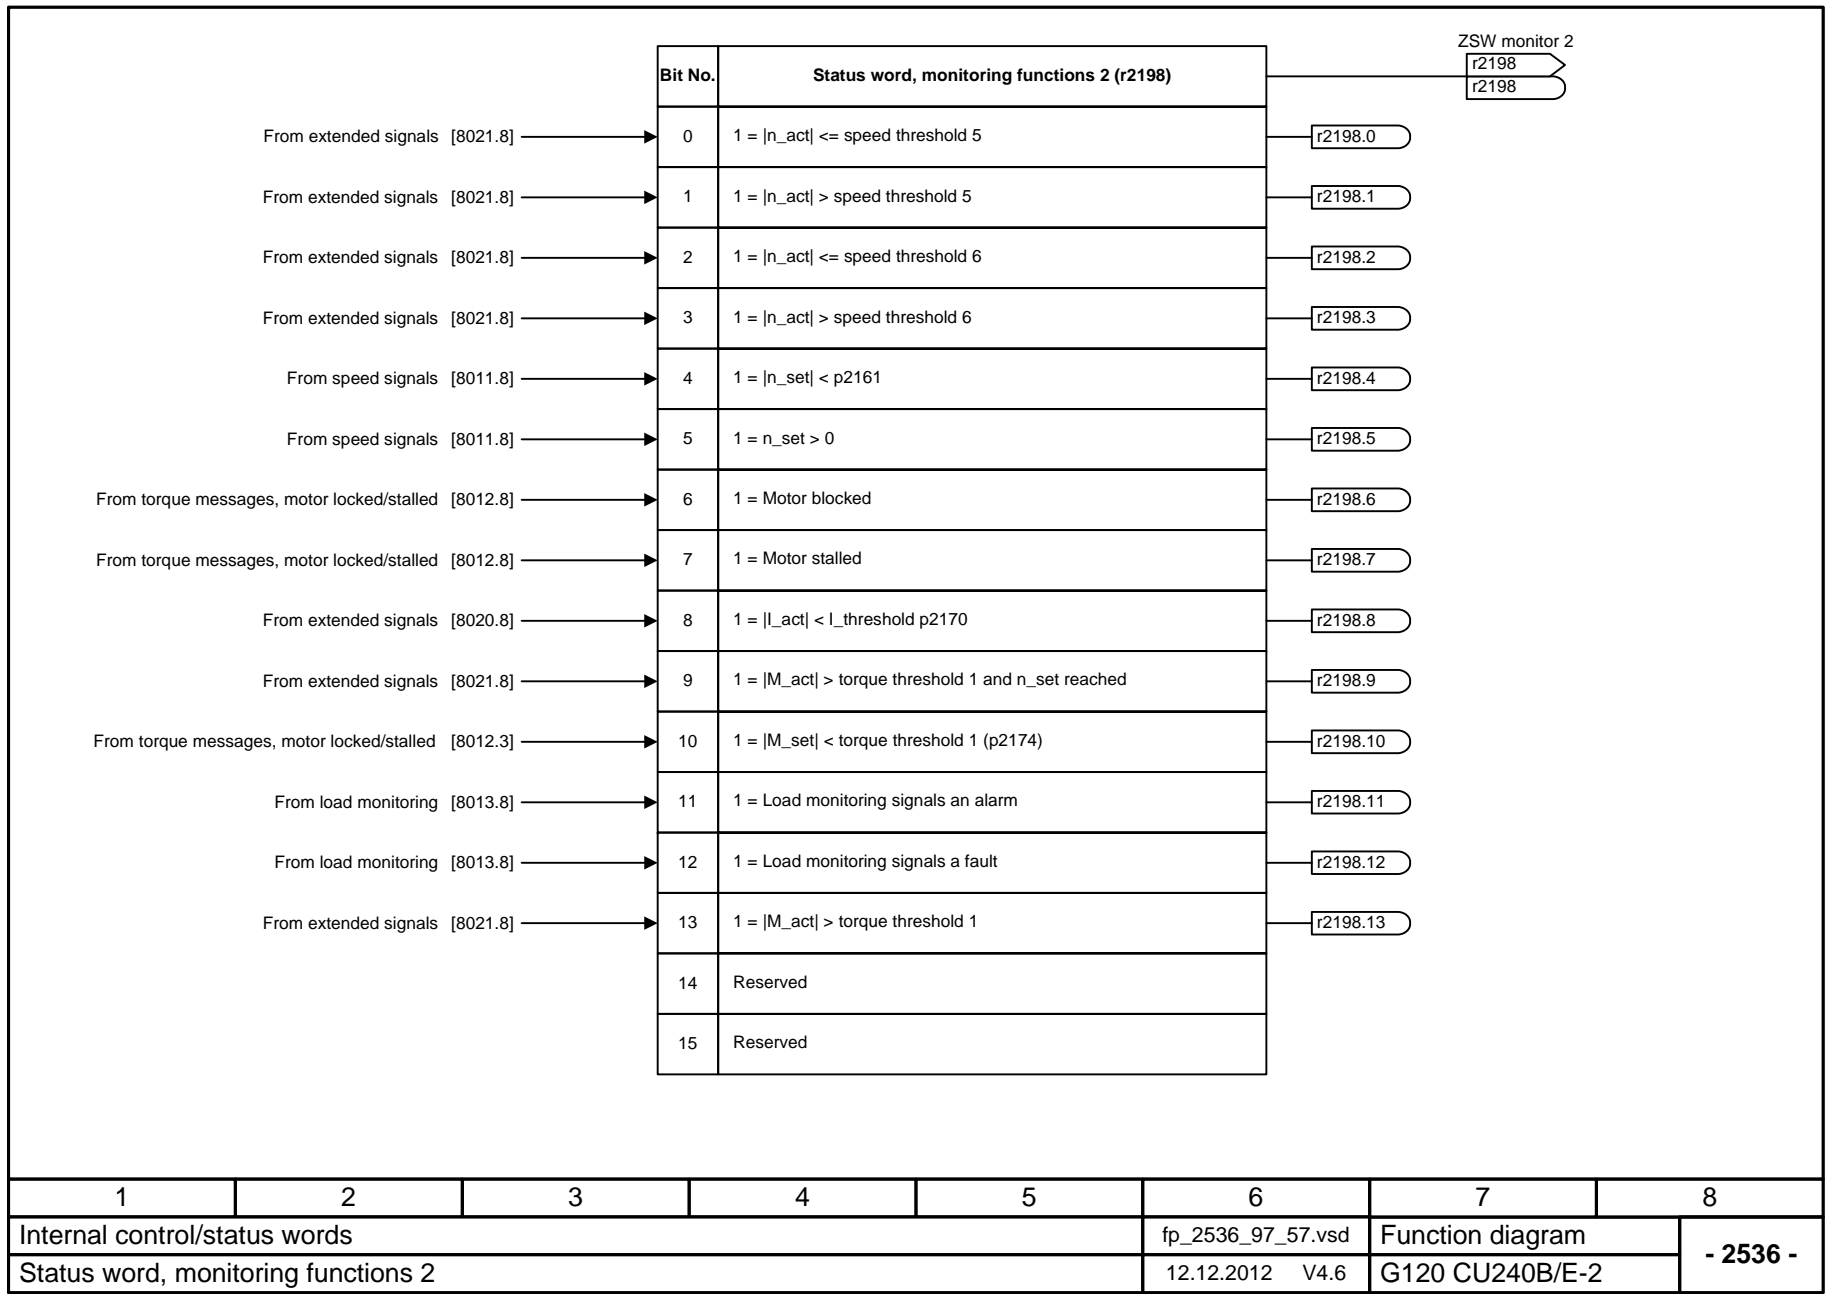 ZSW monitor 2
Bit No. Status word, monitoring functions 2 (r2198) r2198
r2198
From extended signals [8021.8] 0 1 = |n_act| <= speed threshold 5 r2198.0
From extended signals [8021.8] 1 1 = |n_act| > speed threshold 5 r2198.1
From extended signals [8021.8] 2 1 = |n_act| <= speed threshold 6 r2198.2
From extended signals [8021.8] 3 1 = |n_act| > speed threshold 6 r2198.3
From speed signals [8011.8] 4 1 = |n_set| < p2161 r2198.4
From speed signals [8011.8] 5 1 = n_set > 0 r2198.5
From torque messages, motor locked/stalled [8012.8] 6 1 = Motor blocked r2198.6
From torque messages, motor locked/stalled [8012.8] 7 1 = Motor stalled r2198.7
From extended signals [8020.8] 8 1 = |I_act| < I_threshold p2170 r2198.8
From extended signals [8021.8] 9 1 = |M_act| > torque threshold 1 and n_set reached r2198.9
From torque messages, motor locked/stalled [8012.3] 10 1 = |M_set| < torque threshold 1 (p2174) r2198.10
From load monitoring [8013.8] 11 1 = Load monitoring signals an alarm r2198.11
From load monitoring [8013.8] 12 1 = Load monitoring signals a fault r2198.12
From extended signals [8021.8] 13 1 = |M_act| > torque threshold 1 r2198.13
14 Reserved
15 Reserved
1 2 3 4 5 6 7 8
Internal control/status words fp_2536_97_57.vsd Function diagram - 2536 -
Status word, monitoring functions 2 12.12.2012 V4.6 G120 CU240B/E-2